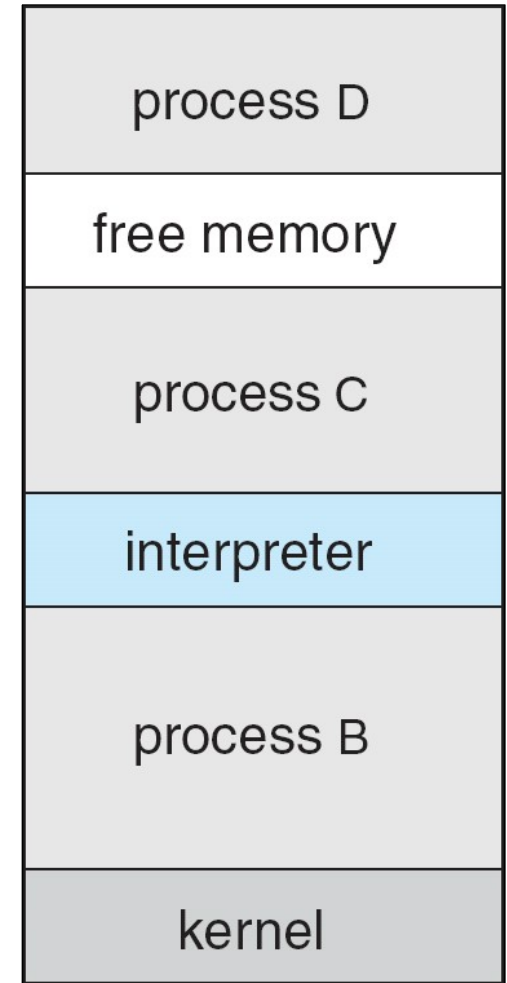 process D
free memory
process C
interpreter
process B
kernel